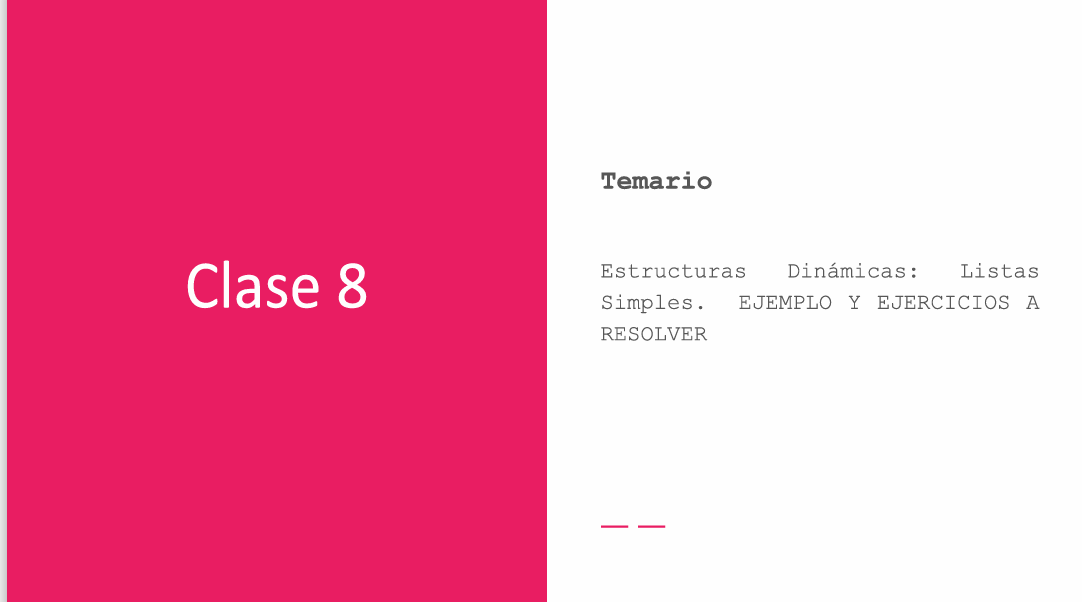 Clase 8
Temario
Estructuras Dinámicas: Listas
Simples. EJEMPLO Y EJERCICIOS A
RESOLVER